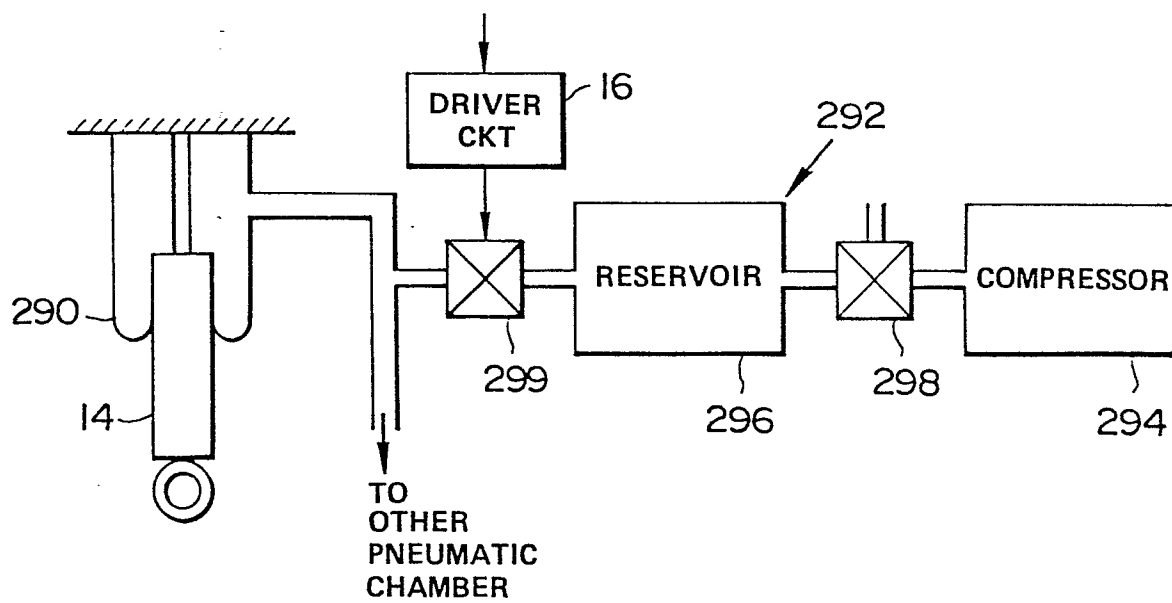 DRIVER
CKT
16
292
RESERVOIR
COMPRESSOR
290
299
298
296
294
14
TO
OTHER
PNEUMATIC
CHAMBER